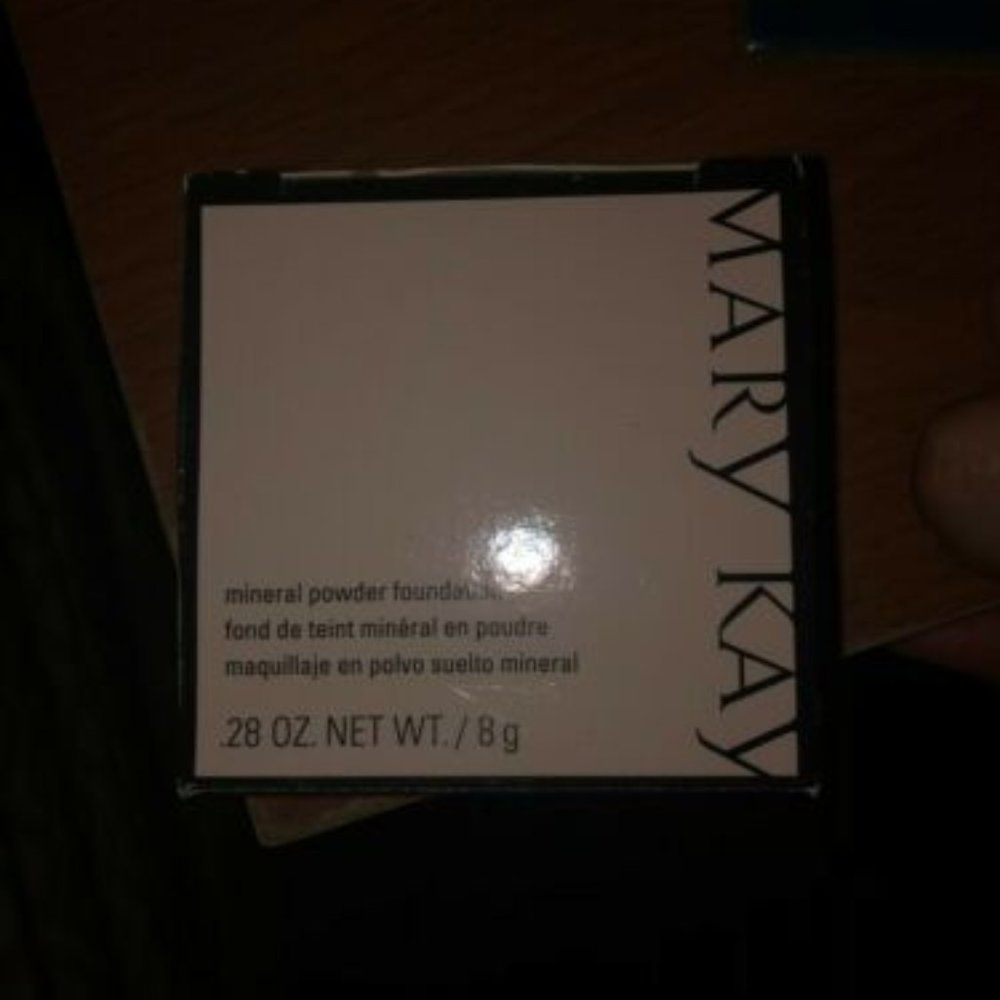 MARY KAY
mineral powder foundation
fond de teint minéral en poudre
maquillaje en polvo suelto mineral
.28 OZ. NET WT. / 8 g